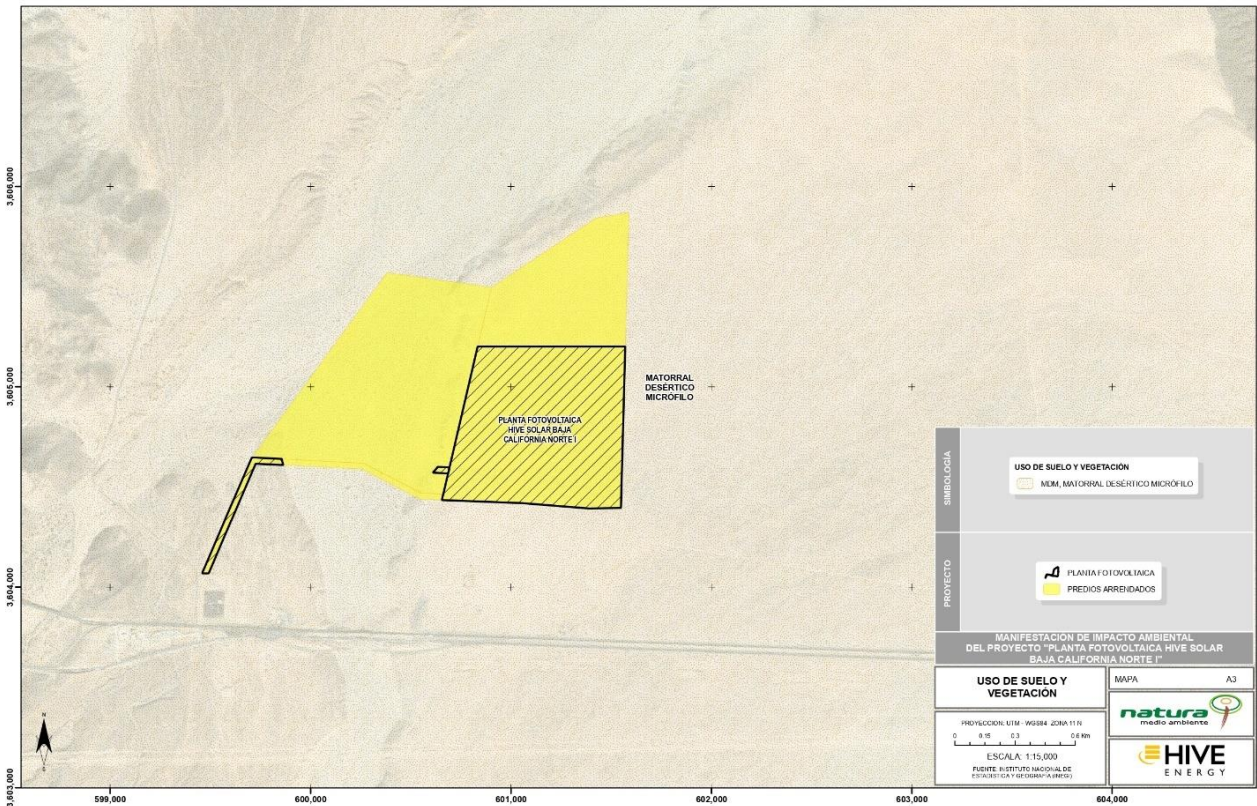 3,606,000
3,605,000
3,604,000
3,603,000
599,000
600,000
601,000
602,000
603,000
604,000
MATORRAL
DESÉRTICO
MICRÓFILO
PLANTA FOTOVOLTAICA
HIVE SOLAR BAJA
CALIFORNIA NORTE I
N
S
SIMBOLOGÍA
USO DE SUELO Y VEGETACIÓN
MDM, MATORRAL DESÉRTICO MICRÓFILO
PROYECTO
PLANTA FOTOVOLTAICA
PREDIOS ARRENDADOS
MANIFESTACIÓN DE IMPACTO AMBIENTAL
DEL PROYECTO "PLANTA FOTOVOLTAICA HIVE SOLAR
BAJA CALIFORNIA NORTE I"
USO DE SUELO Y
VEGETACIÓN
MAPA A3
PROYECCIÓN: UTM - WGS84 ZONA 11 N
0 0.15 0.3 0.6 Km
ESCALA: 1:15,000
FUENTE: INSTITUTO NACIONAL DE
ESTADÍSTICA Y GEOGRAFÍA (INEGI)
natura
medio ambiente
HIVE
ENERGY